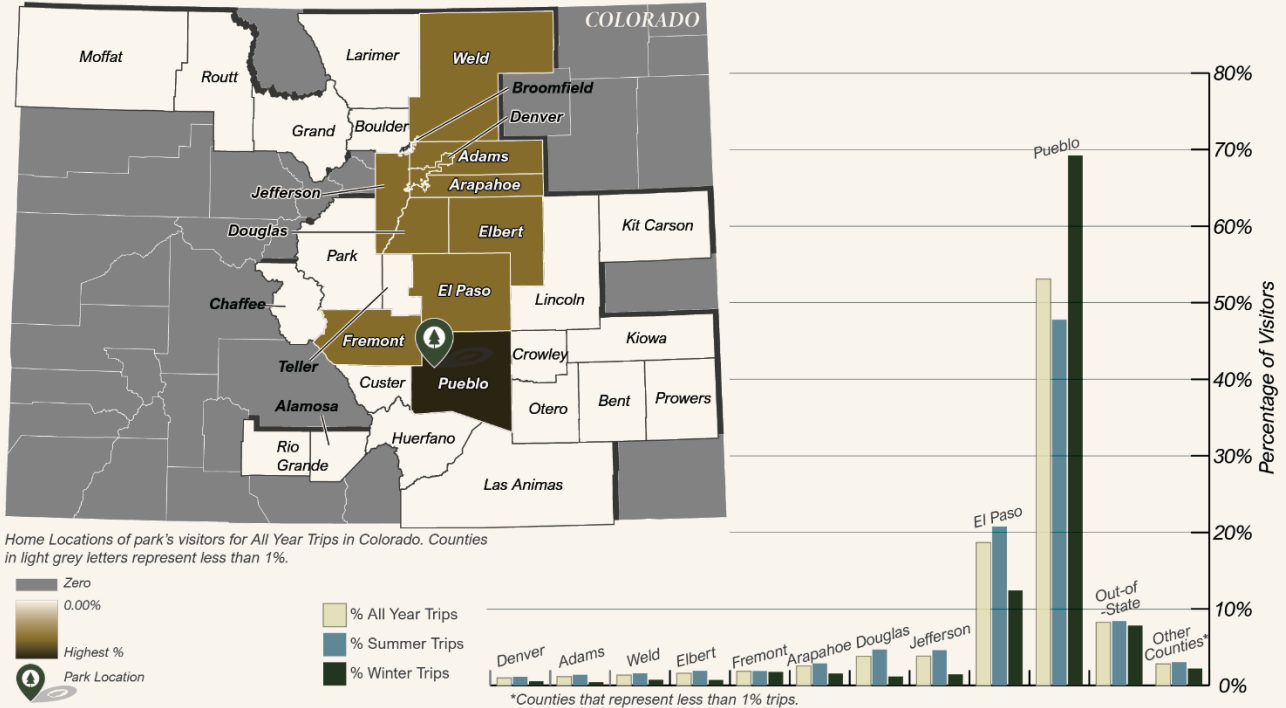 COLORADO
Moffat
Routt
Larimer
Weld
Broomfield
Grand
Boulder
Denver
Adams
Jefferson
Arapahoe
Douglas
Elbert
Park
Kit Carson
Chaffee
El Paso
Lincoln
Fremont
Teller
Crowley
Kiowa
Custer
Pueblo
Alamosa
Otero
Bent
Prowers
Rio
Grande
Huerfano
Las Animas
Home Locations of park's visitors for All Year Trips in Colorado. Counties
in light grey letters represent less than 1%.
Zero
0.00%
Highest %
Park Location
% All Year Trips
% Summer Trips
% Winter Trips
80%
70%
60%
50%
40%
30%
20%
10%
0%
Percentage of Visitors
Denver
Adams
Weld
Elbert
Fremont
Arapahoe
Douglas
Jefferson
El Paso
Pueblo
Out-of
-State
Other
Counties*
*Counties that represent less than 1% trips.